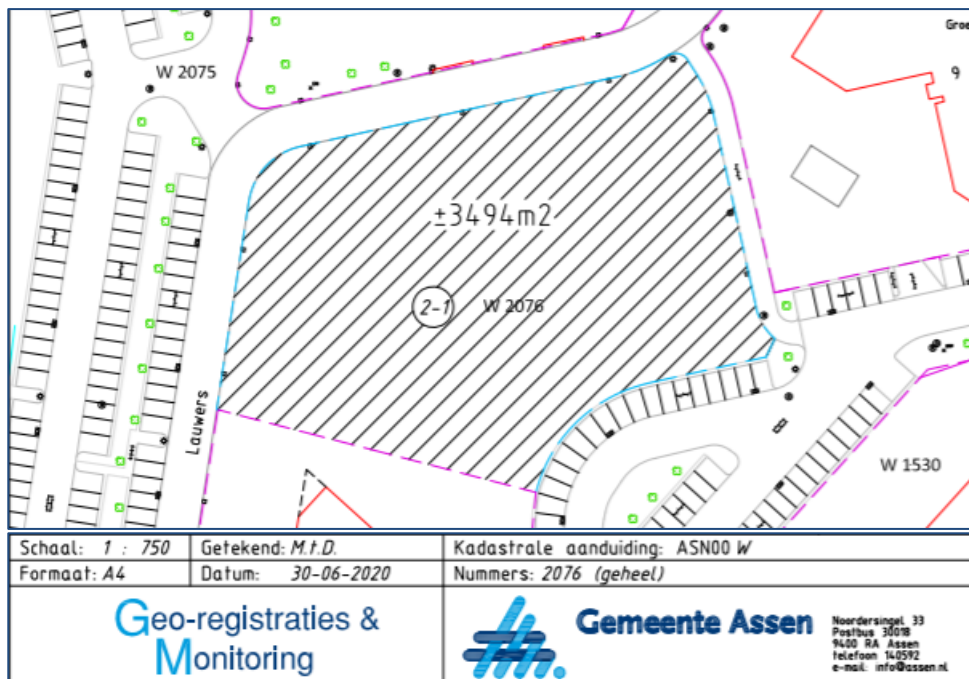 Groe
W 2075
9
±3494m2
2-1
W 2076
Lauwers
W 1530
Schaal: 1 : 750
Getekend: M.t.D.
Kadastrale aanduiding: ASN00 W
Formaat: A4
Datum: 30-06-2020
Nummers: 2076 (geheel)
Geo-registraties &
Monitoring
Gemeente Assen
Noordersingel 33
Postbus 30018
9400 RA Assen
telefoon 140592
e-mail: info@assen.nl